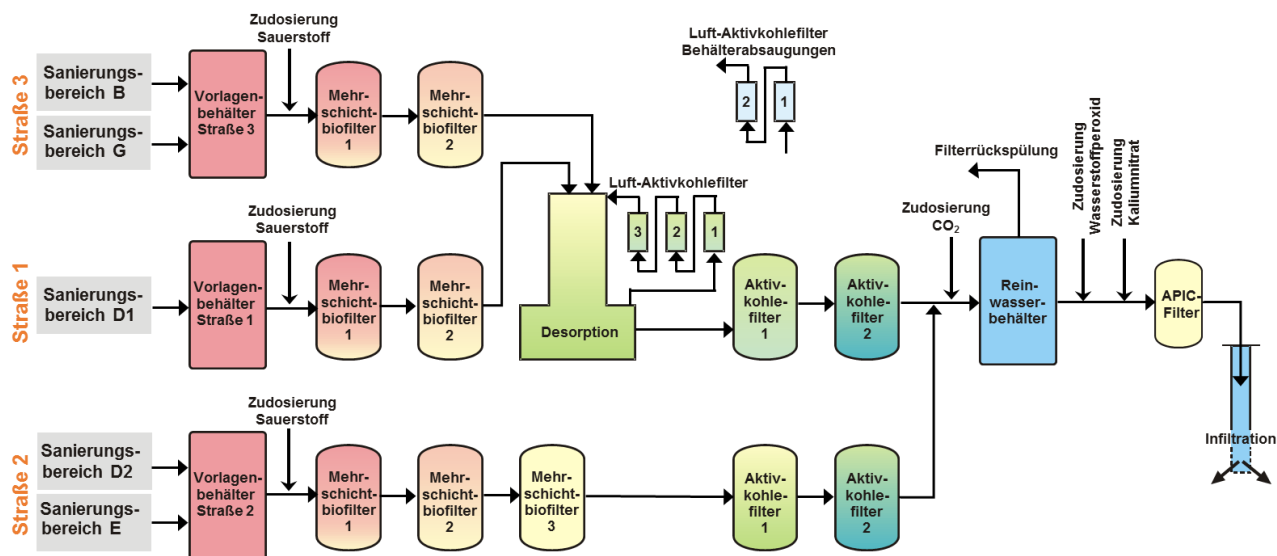 Straße 3
Sanierungs-
bereich B
Sanierungs-
bereich G
Vorlagen-
behälter
Straße 3
Zudosierung
Sauerstoff
Mehr-
schicht-
biofilter
1
Mehr-
schicht-
biofilter
2
Luft-Aktivkohlefilter
Behälterabsaugungen
2
1
Straße 1
Sanierungs-
bereich D1
Vorlagen-
behälter
Straße 1
Zudosierung
Sauerstoff
Mehr-
schicht-
biofilter
1
Mehr-
schicht-
biofilter
2
Luft-Aktivkohlefilter
3
2
1
Desorption
Aktiv-
kohle-
filter
1
Aktiv-
kohle-
filter
2
Zudosierung
CO₂
Filterrückspülung
Rein-
wasser-
behälter
Zudosierung
Wasserstoffperoxid
Zudosierung
Kaliumnitrat
APIC-
Filter
Infiltration
Straße 2
Sanierungs-
bereich D2
Sanierungs-
bereich E
Vorlagen-
behälter
Straße 2
Zudosierung
Sauerstoff
Mehr-
schicht-
biofilter
1
Mehr-
schicht-
biofilter
2
Mehr-
schicht-
biofilter
3
Aktiv-
kohle-
filter
1
Aktiv-
kohle-
filter
2